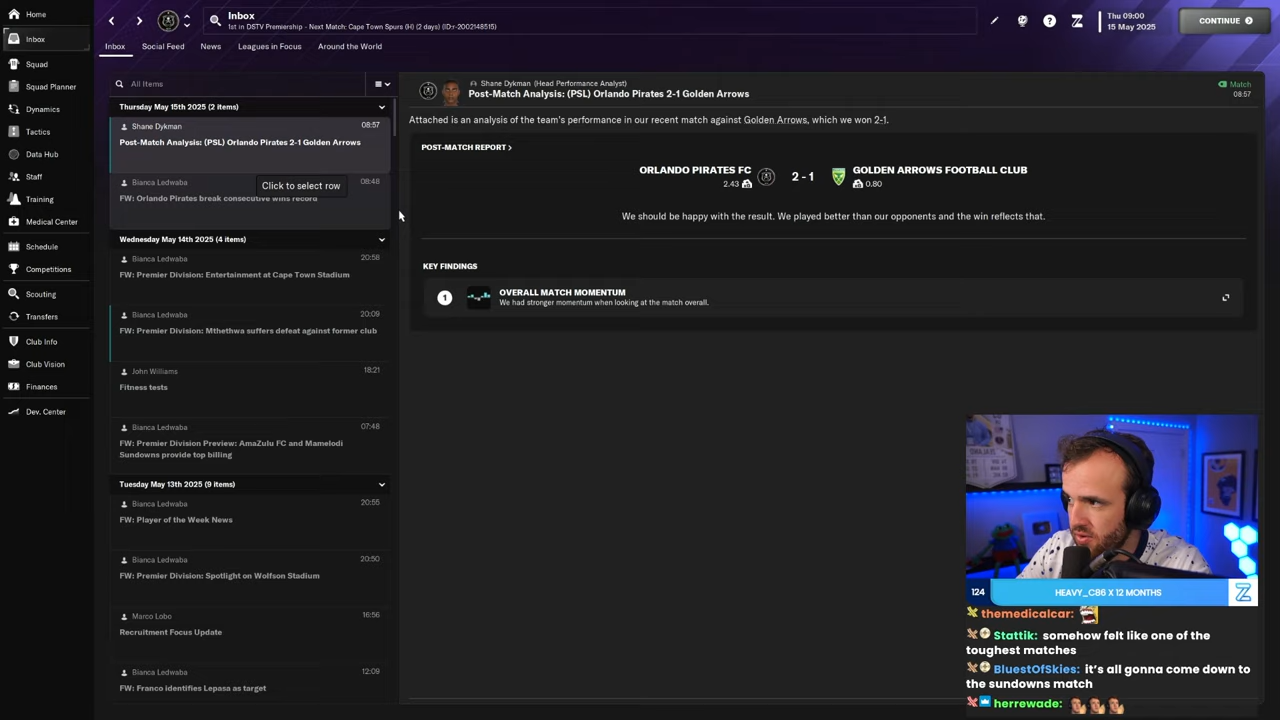 Home
Inbox
Squad
Squad Planner
Dynamics
Tactics
Data Hub
Staff
Training
Medical Center
Schedule
Competitions
Scouting
Transfers
Club Info
Club Vision
Finances
Dev. Center
Inbox
1st in DSTV Premiership - Next Match: Cape Town Spurs (H) (2 days) (ID:r-2002148515)
Thu 09:00
15 May 2025
CONTINUE
Inbox
Social Feed
News
Leagues in Focus
Around the World
All Items
Thursday May 15th 2025 (2 items)
Shane Dykman
08:57
Post-Match Analysis: (PSL) Orlando Pirates 2-1 Golden Arrows
Bianca Ledwaba
08:48
Click to select row
FW: Orlando Pirates break consecutive wins record
Wednesday May 14th 2025 (4 items)
Bianca Ledwaba
20:58
FW: Premier Division: Entertainment at Cape Town Stadium
Bianca Ledwaba
20:09
FW: Premier Division: Mthethwa suffers defeat against former club
John Williams
18:21
Fitness tests
Bianca Ledwaba
07:48
FW: Premier Division Preview: AmaZulu FC and Mamelodi
Sundowns provide top billing
Tuesday May 13th 2025 (9 items)
Bianca Ledwaba
20:55
FW: Player of the Week News
Bianca Ledwaba
20:50
FW: Premier Division: Spotlight on Wolfson Stadium
Marco Lobo
16:56
Recruitment Focus Update
Bianca Ledwaba
12:09
FW: Franco identifies Lepasa as target
Shane Dykman (Head Performance Analyst)
Post-Match Analysis: (PSL) Orlando Pirates 2-1 Golden Arrows
Match
08:57
Attached is an analysis of the team's performance in our recent match against Golden Arrows, which we won 2-1.
POST-MATCH REPORT
ORLANDO PIRATES FC
2.43
2 - 1
GOLDEN ARROWS FOOTBALL CLUB
0.80
We should be happy with the result. We played better than our opponents and the win reflects that.
KEY FINDINGS
1
OVERALL MATCH MOMENTUM
We had stronger momentum when looking at the match overall.
124
HEAVY_C86 X 12 MONTHS
themedicalcar:
Stattik: somehow felt like one of the
toughest matches
BluestOfSkies: it's all gonna come down to
the sundowns match
herrewade: